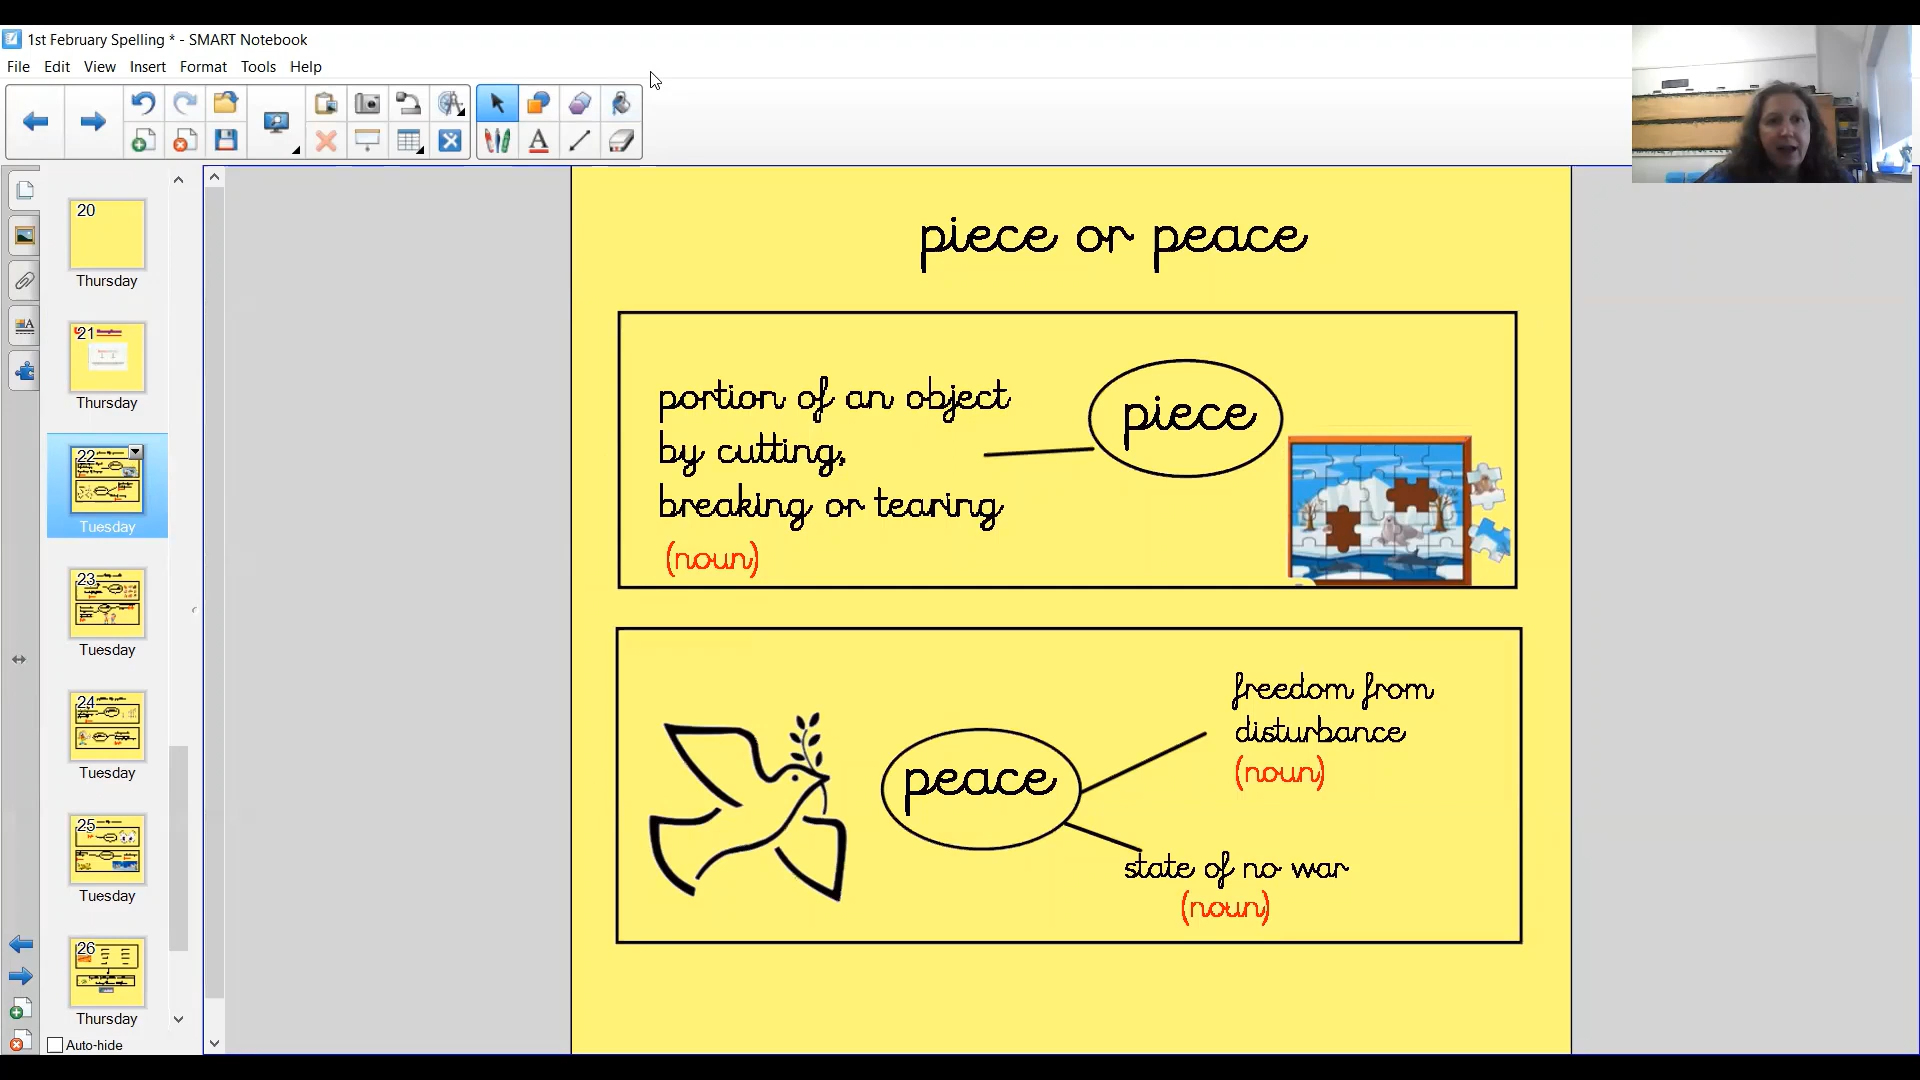 1st February Spelling * - SMART Notebook
File Edit View Insert Format Tools Help
20
Thursday
21
Thursday
22
Tuesday
23
Tuesday
24
Tuesday
25
Tuesday
26
Thursday
Auto-hide
piece or peace
portion of an object
by cutting,
breaking or tearing
(noun)
piece
peace
freedom from
disturbance
(noun)
state of no war
(noun)